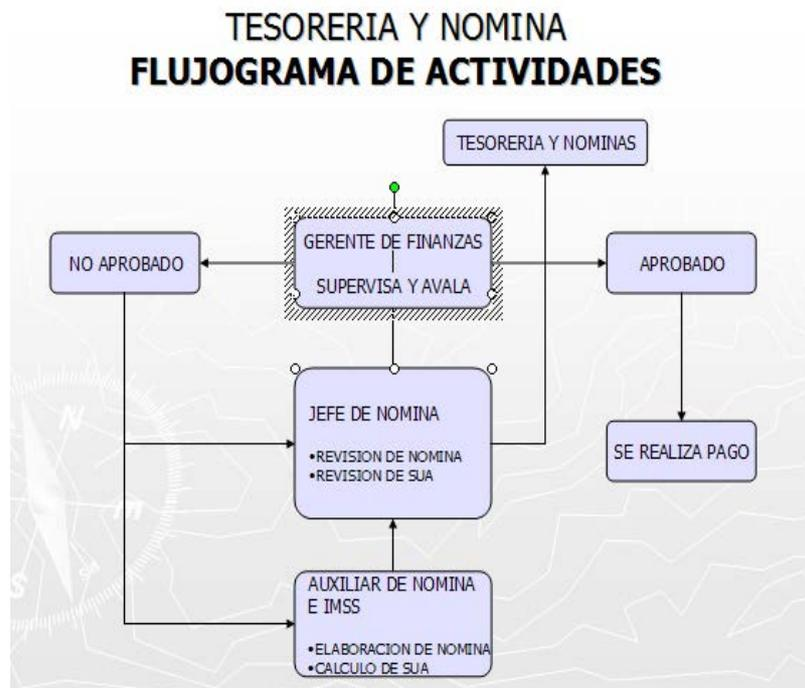 TESORERIA Y NOMINA
FLUJOGRAMA DE ACTIVIDADES
TESORERIA Y NOMINAS
NO APROBADO
GERENTE DE FINANZAS
SUPERVISA Y AVALA
APROBADO
JEFE DE NOMINA
•REVISION DE NOMINA
•REVISION DE SUA
SE REALIZA PAGO
AUXILIAR DE NOMINA
E IMSS
•ELABORACION DE NOMINA
•CALCULO DE SUA
N
S